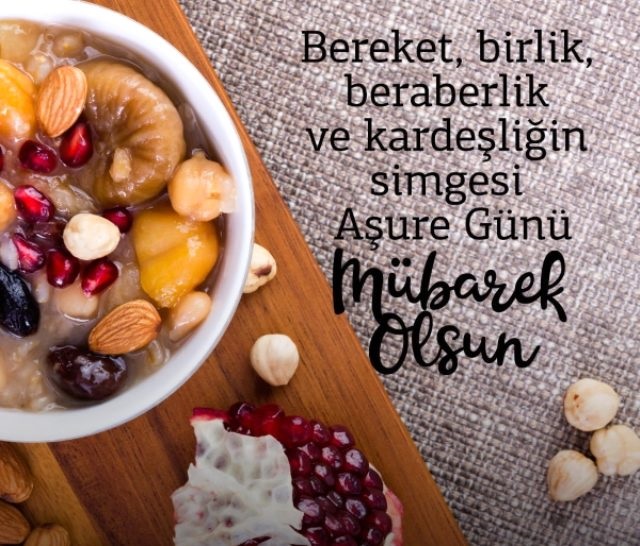 Bereket, birlik,
beraberlik
ve kardeşliğin
simgesi
Aşure Günü
Mübarek
Olsun